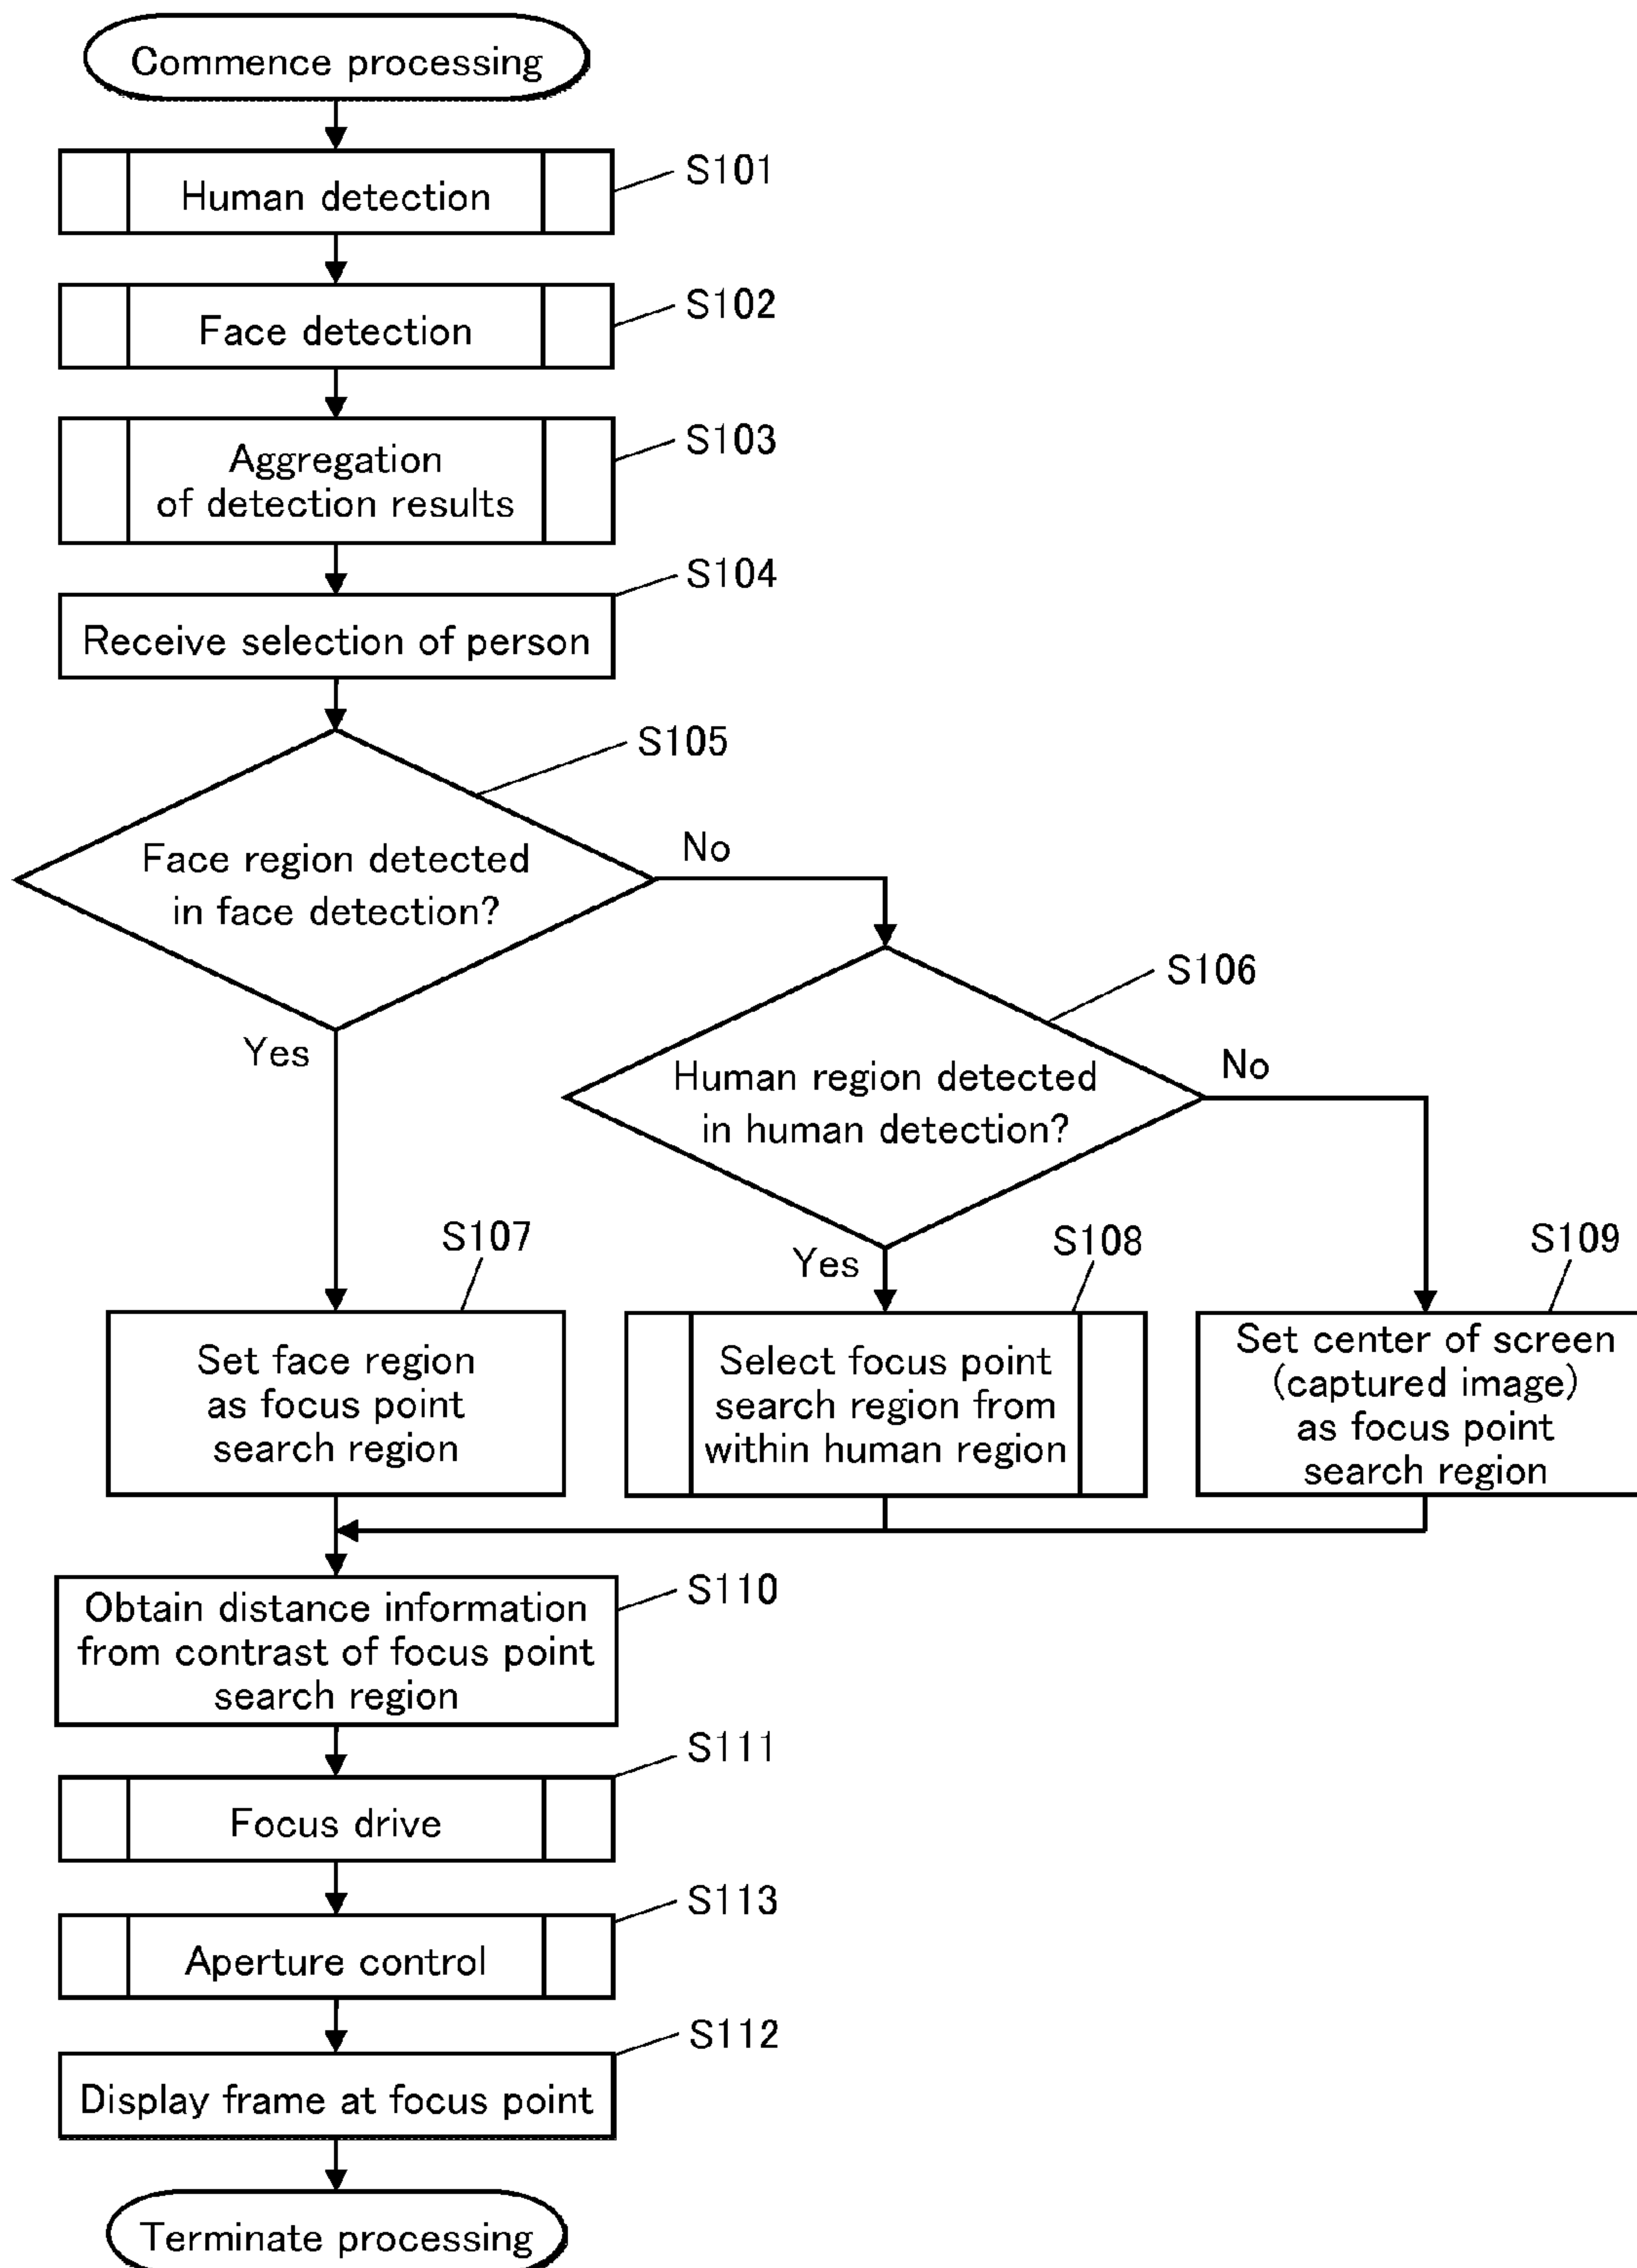 Commence processing
Human detection
S101
Face detection
S102
Aggregation
of detection results
S103
Receive selection of person
S104
Face region detected
in face detection?
S105
No
Yes
Human region detected
in human detection?
S106
No
Yes
Set face region
as focus point
search region
S107
Select focus point
search region from
within human region
S108
Set center of screen
(captured image)
as focus point
search region
S109
Obtain distance information
from contrast of focus point
search region
S110
Focus drive
S111
Aperture control
S113
Display frame at focus point
S112
Terminate processing